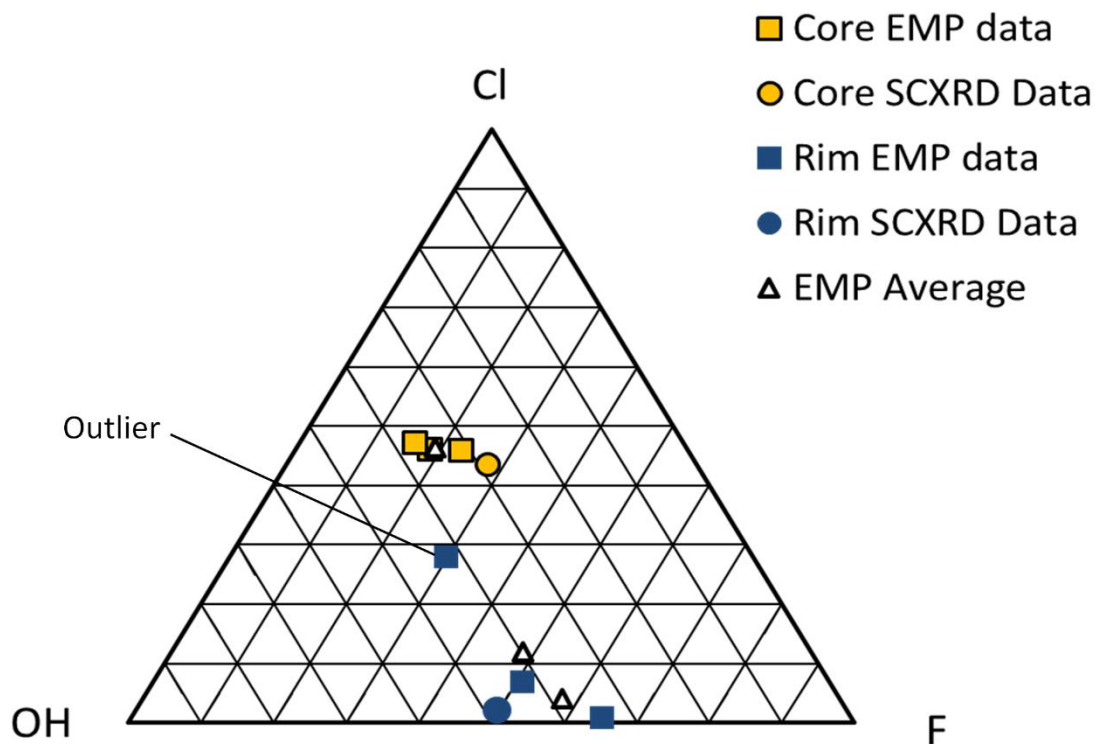 Core EMP data
Core SCXRD Data
Rim EMP data
Rim SCXRD Data
EMP Average
Cl
Outlier
OH
F